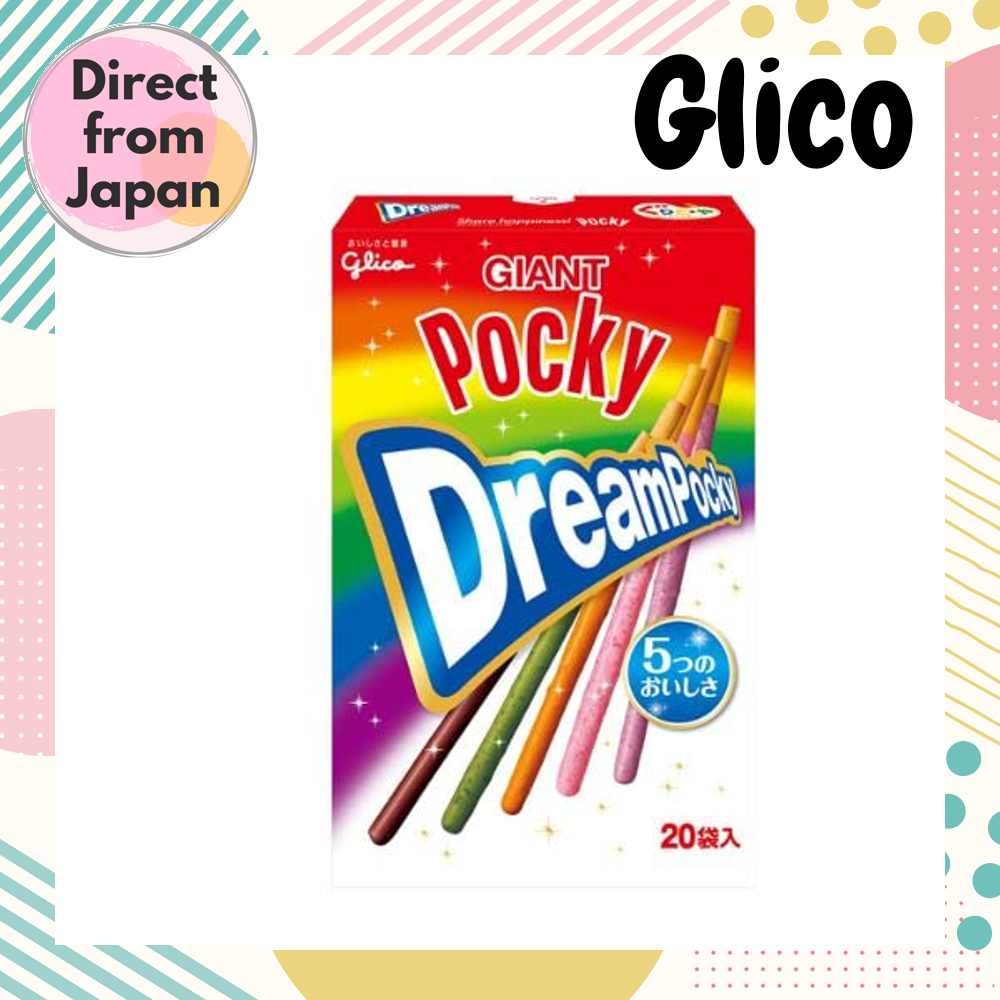 Direct
from
Japan
Glico
Dream
Share happiness! Pocky
おいしさと健康
Glico
GIANT
Pocky
DreamPocky
5つの
おいしさ
20袋入